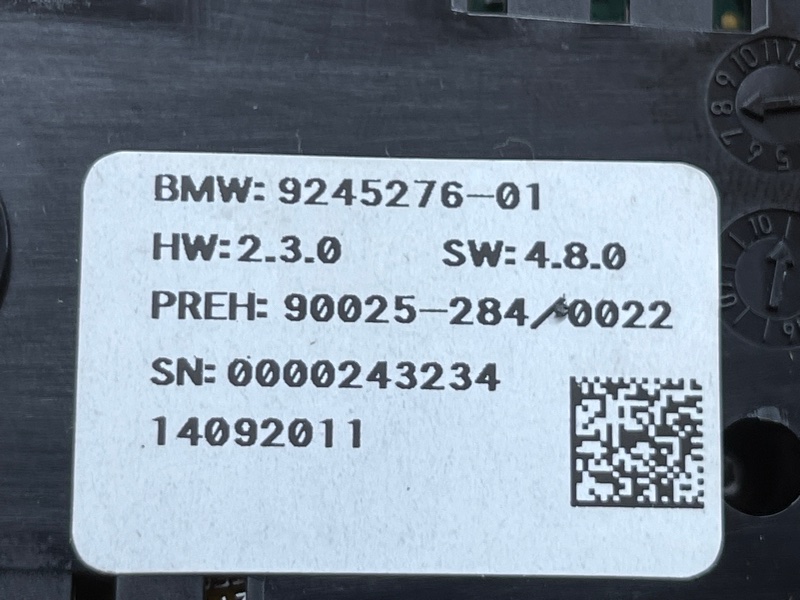 BMW: 9245276-01
HW: 2.3.0 SW: 4.8.0
PREH: 90025-284/0022
SN: 0000243234
14092011